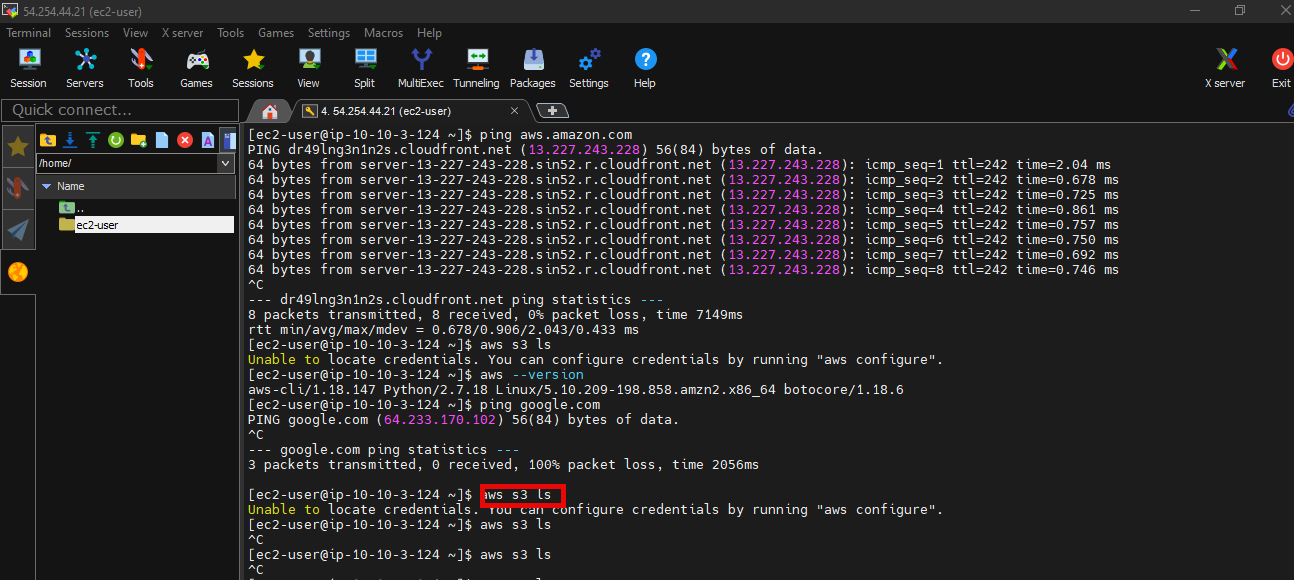 54.254.44.21 (ec2-user)
Terminal Sessions View X server Tools Games Settings Macros Help
Session Servers Tools Games Sessions View Split MultiExec Tunneling Packages Settings Help X server Exit
Quick connect...
4. 54.254.44.21 (ec2-user)
/home/
Name
..
ec2-user
[ec2-user@ip-10-10-3-124 ~]$ ping aws.amazon.com
PING dr49lng3n1n2s.cloudfront.net (13.227.243.228) 56(84) bytes of data.
64 bytes from server-13-227-243-228.sin52.r.cloudfront.net (13.227.243.228): icmp_seq=1 ttl=242 time=2.04 ms
64 bytes from server-13-227-243-228.sin52.r.cloudfront.net (13.227.243.228): icmp_seq=2 ttl=242 time=0.678 ms
64 bytes from server-13-227-243-228.sin52.r.cloudfront.net (13.227.243.228): icmp_seq=3 ttl=242 time=0.725 ms
64 bytes from server-13-227-243-228.sin52.r.cloudfront.net (13.227.243.228): icmp_seq=4 ttl=242 time=0.861 ms
64 bytes from server-13-227-243-228.sin52.r.cloudfront.net (13.227.243.228): icmp_seq=5 ttl=242 time=0.757 ms
64 bytes from server-13-227-243-228.sin52.r.cloudfront.net (13.227.243.228): icmp_seq=6 ttl=242 time=0.750 ms
64 bytes from server-13-227-243-228.sin52.r.cloudfront.net (13.227.243.228): icmp_seq=7 ttl=242 time=0.692 ms
64 bytes from server-13-227-243-228.sin52.r.cloudfront.net (13.227.243.228): icmp_seq=8 ttl=242 time=0.746 ms
^C
--- dr49lng3n1n2s.cloudfront.net ping statistics ---
8 packets transmitted, 8 received, 0% packet loss, time 7149ms
rtt min/avg/max/mdev = 0.678/0.906/2.043/0.433 ms
[ec2-user@ip-10-10-3-124 ~]$ aws s3 ls
Unable to locate credentials. You can configure credentials by running "aws configure".
[ec2-user@ip-10-10-3-124 ~]$ aws --version
aws-cli/1.18.147 Python/2.7.18 Linux/5.10.209-198.858.amzn2.x86_64 botocore/1.18.6
[ec2-user@ip-10-10-3-124 ~]$ ping google.com
PING google.com (64.233.170.102) 56(84) bytes of data.
^C
--- google.com ping statistics ---
3 packets transmitted, 0 received, 100% packet loss, time 2056ms
[ec2-user@ip-10-10-3-124 ~]$ aws s3 ls
Unable to locate credentials. You can configure credentials by running "aws configure".
[ec2-user@ip-10-10-3-124 ~]$ aws s3 ls
^C
[ec2-user@ip-10-10-3-124 ~]$ aws s3 ls
^C